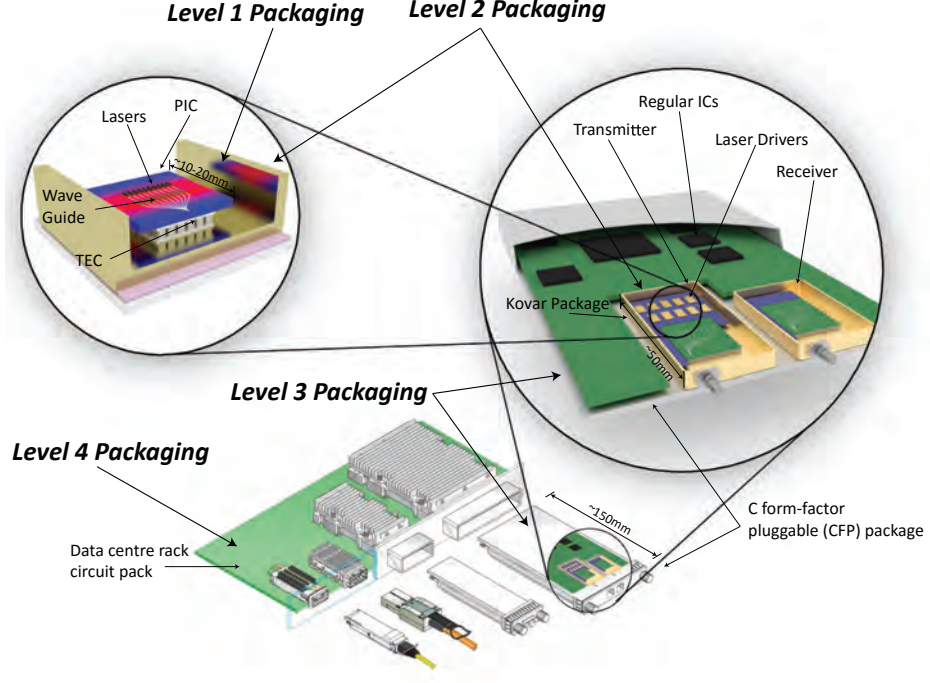 Level 1 Packaging
Level 2 Packaging
Lasers
PIC
~10-20mm
Wave
Guide
TEC
Regular ICs
Transmitter
Laser Drivers
Receiver
Kovar Package
~50mm
Level 3 Packaging
Level 4 Packaging
~150mm
C form-factor
pluggable (CFP) package
Data centre rack
circuit pack